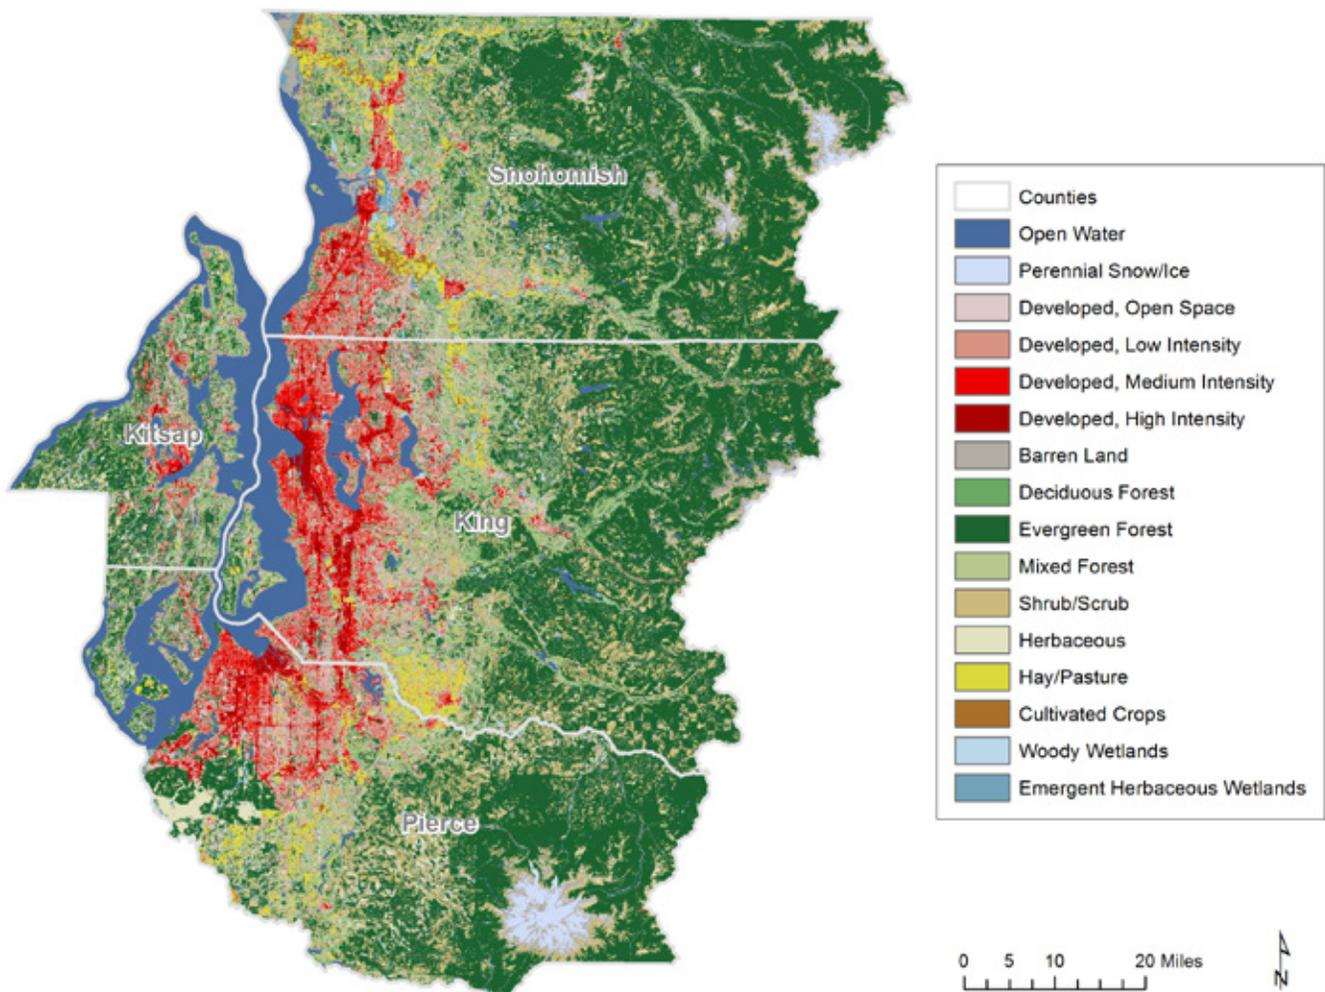 Snohomish
Kitsap
King
Pierce
Counties
Open Water
Perennial Snow/Ice
Developed, Open Space
Developed, Low Intensity
Developed, Medium Intensity
Developed, High Intensity
Barren Land
Deciduous Forest
Evergreen Forest
Mixed Forest
Shrub/Scrub
Herbaceous
Hay/Pasture
Cultivated Crops
Woody Wetlands
Emergent Herbaceous Wetlands
0 5 10 20 Miles
N